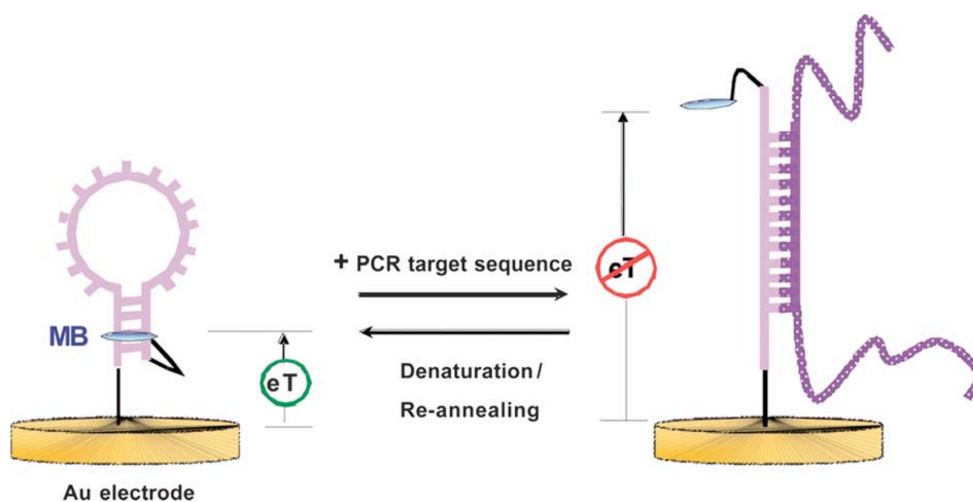 + PCR target sequence
eT
MB
eT
Denaturation/
Re-annealing
Au electrode